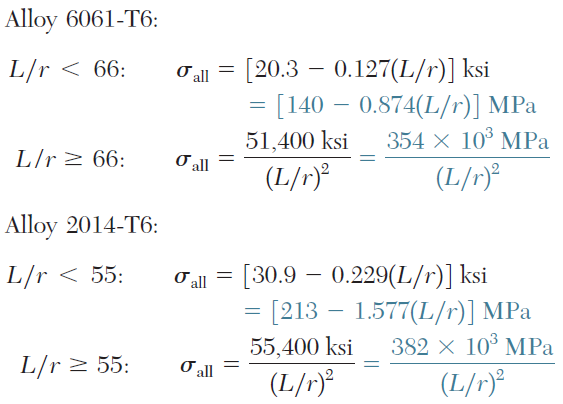 Alloy 6061-T6:
L/r < 66: σall = [20.3 − 0.127(L/r)] ksi
= [140 − 0.874(L/r)] MPa
L/r ≥ 66: σall = 51,400 ksi/(L/r)² = 354 × 10³ MPa/(L/r)²
Alloy 2014-T6:
L/r < 55: σall = [30.9 − 0.229(L/r)] ksi
= [213 − 1.577(L/r)] MPa
L/r ≥ 55: σall = 55,400 ksi/(L/r)² = 382 × 10³ MPa/(L/r)²